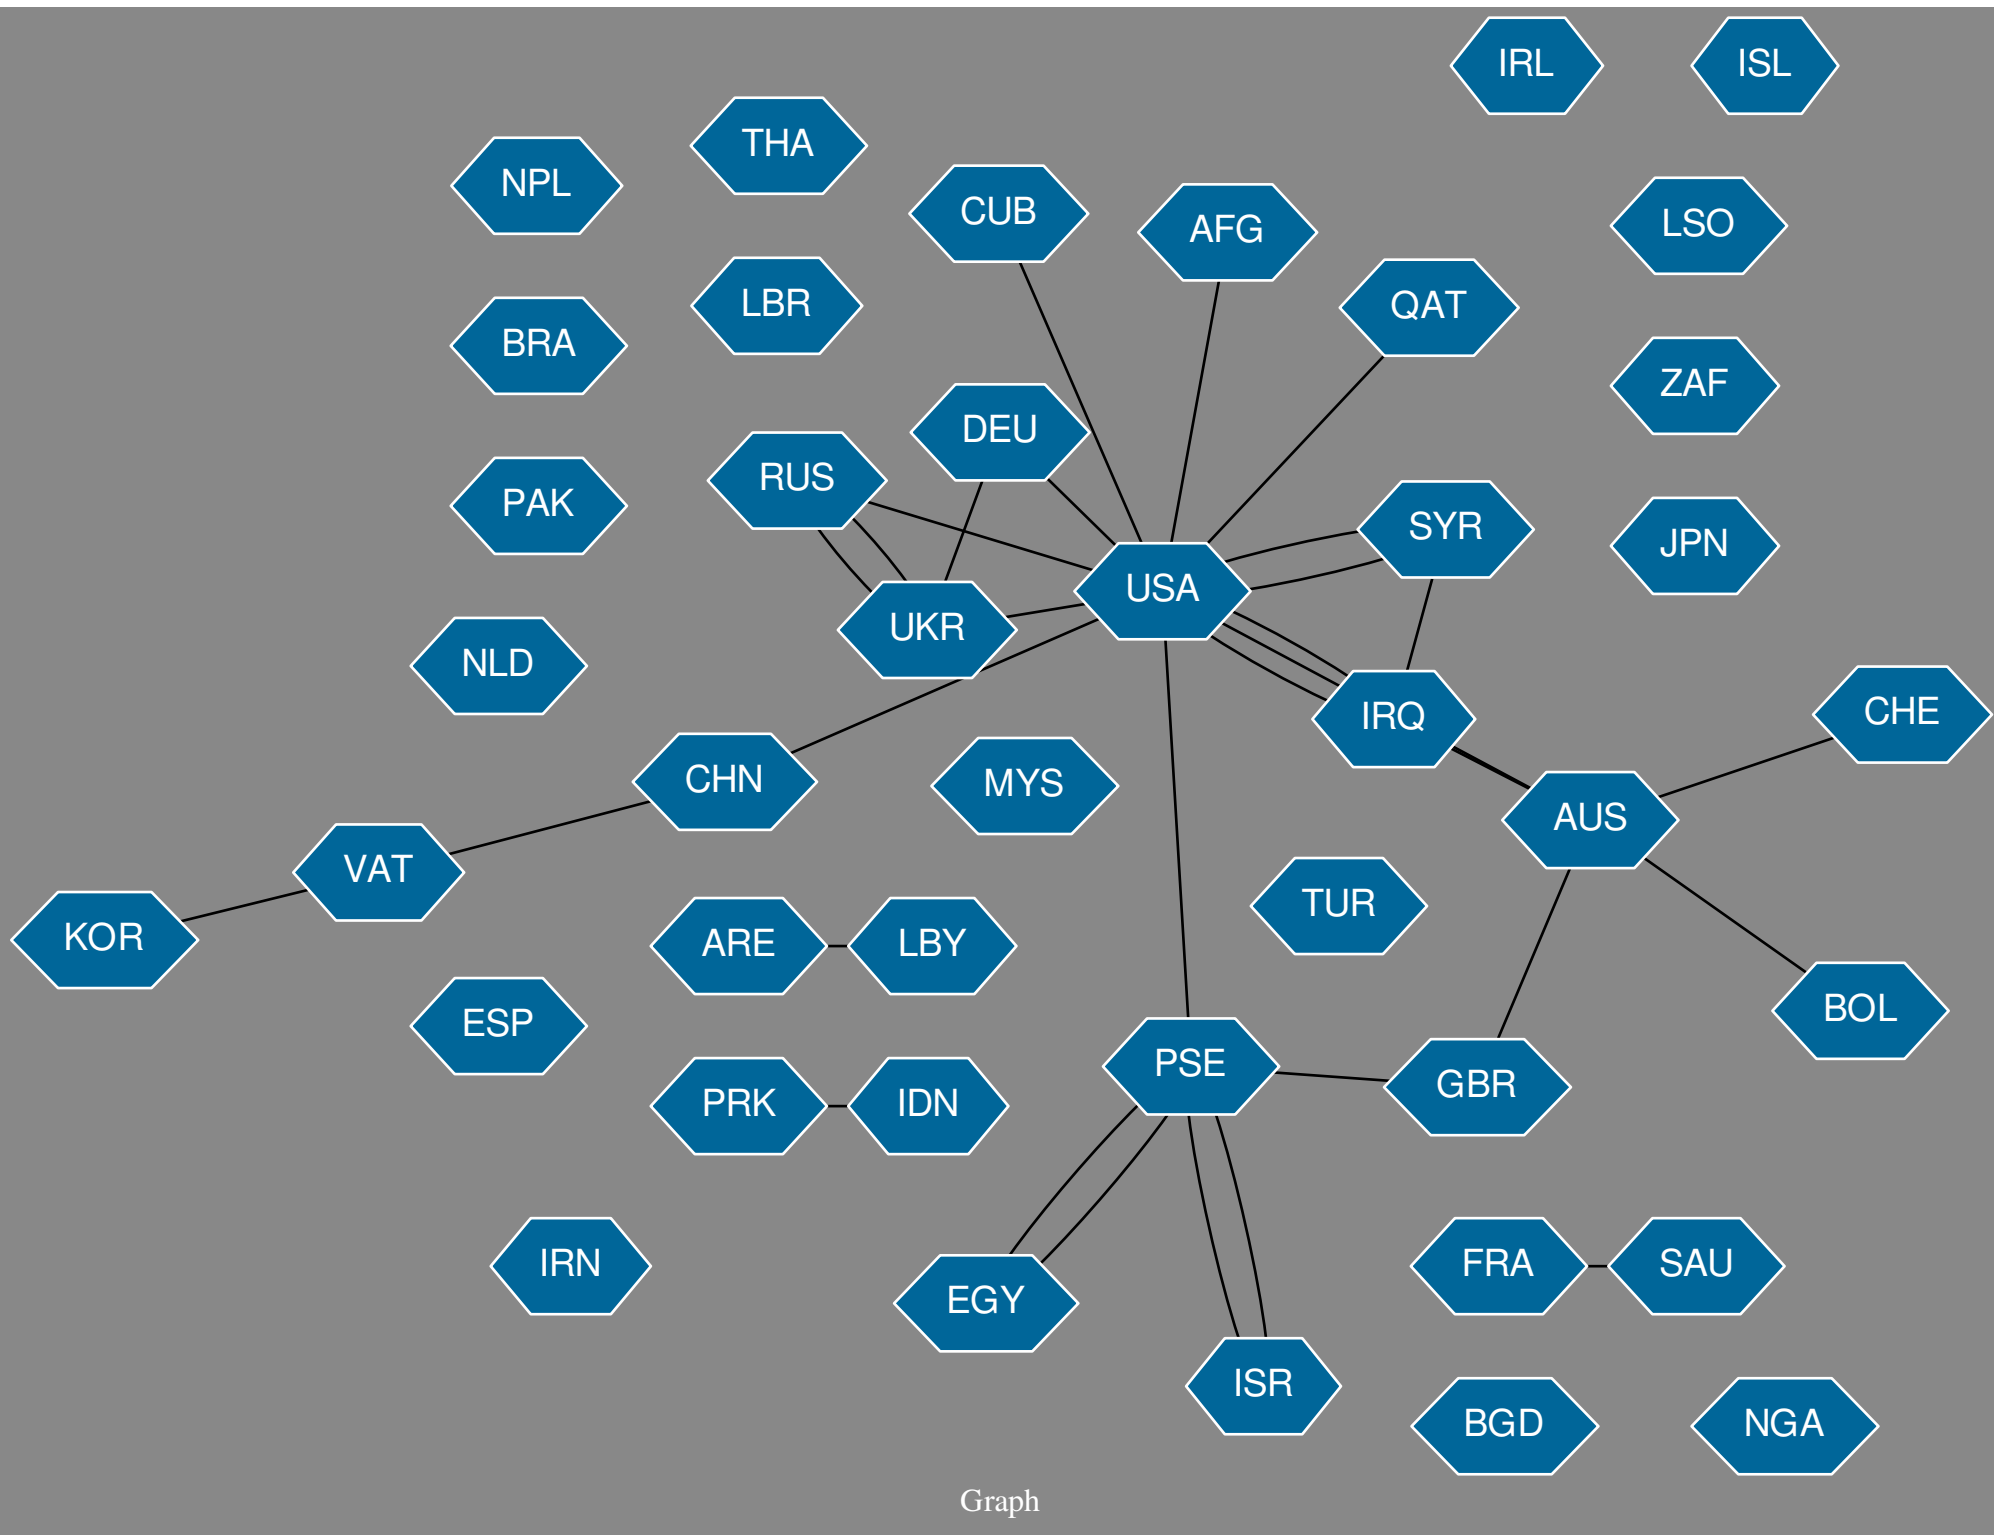 IRL
ISL
THA
NPL
CUB
AFG
LSO
LBR
QAT
BRA
ZAF
DEU
RUS
PAK
SYR
JPN
USA
UKR
NLD
IRQ
CHE
CHN
MYS
AUS
VAT
TUR
KOR
ARE
LBY
BOL
ESP
PSE
GBR
PRK
IDN
IRN
FRA
SAU
EGY
ISR
BGD
NGA
Graph